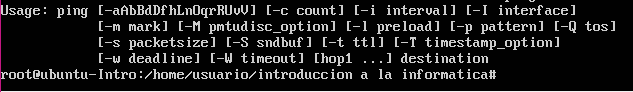 Usage: ping [-aAbBdDfhLnOqrRUvV] [-c count] [-i interval] [-I interface]
[-m mark] [-M pmtudisc_option] [-l preload] [-p pattern] [-Q tos]
[-s packetsize] [-S sndbuf] [-t ttl] [-T timestamp_option]
[-w deadline] [-W timeout] [hop1 ...] destination
root@ubuntu-Intro:/home/usuario/introduccion a la informatica#